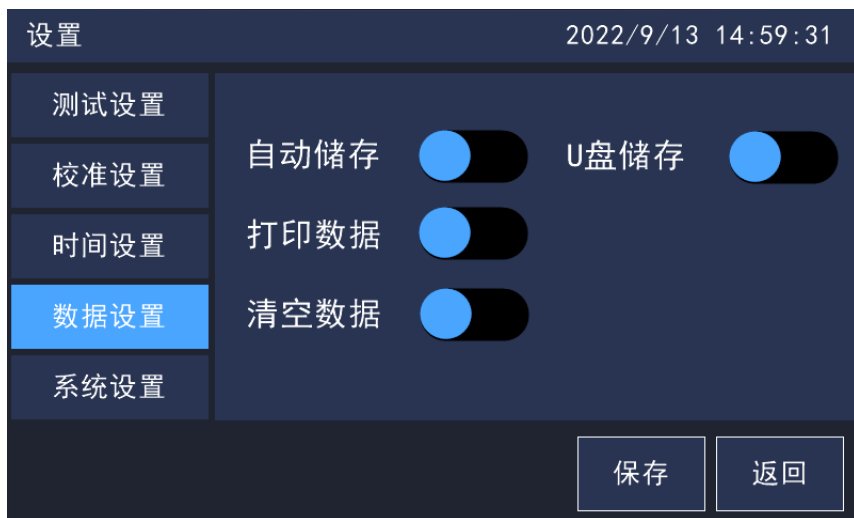 设置 2022/9/13 14:59:31
测试设置
校准设置
时间设置
数据设置
系统设置
自动储存 U盘储存
打印数据
清空数据
保存 返回